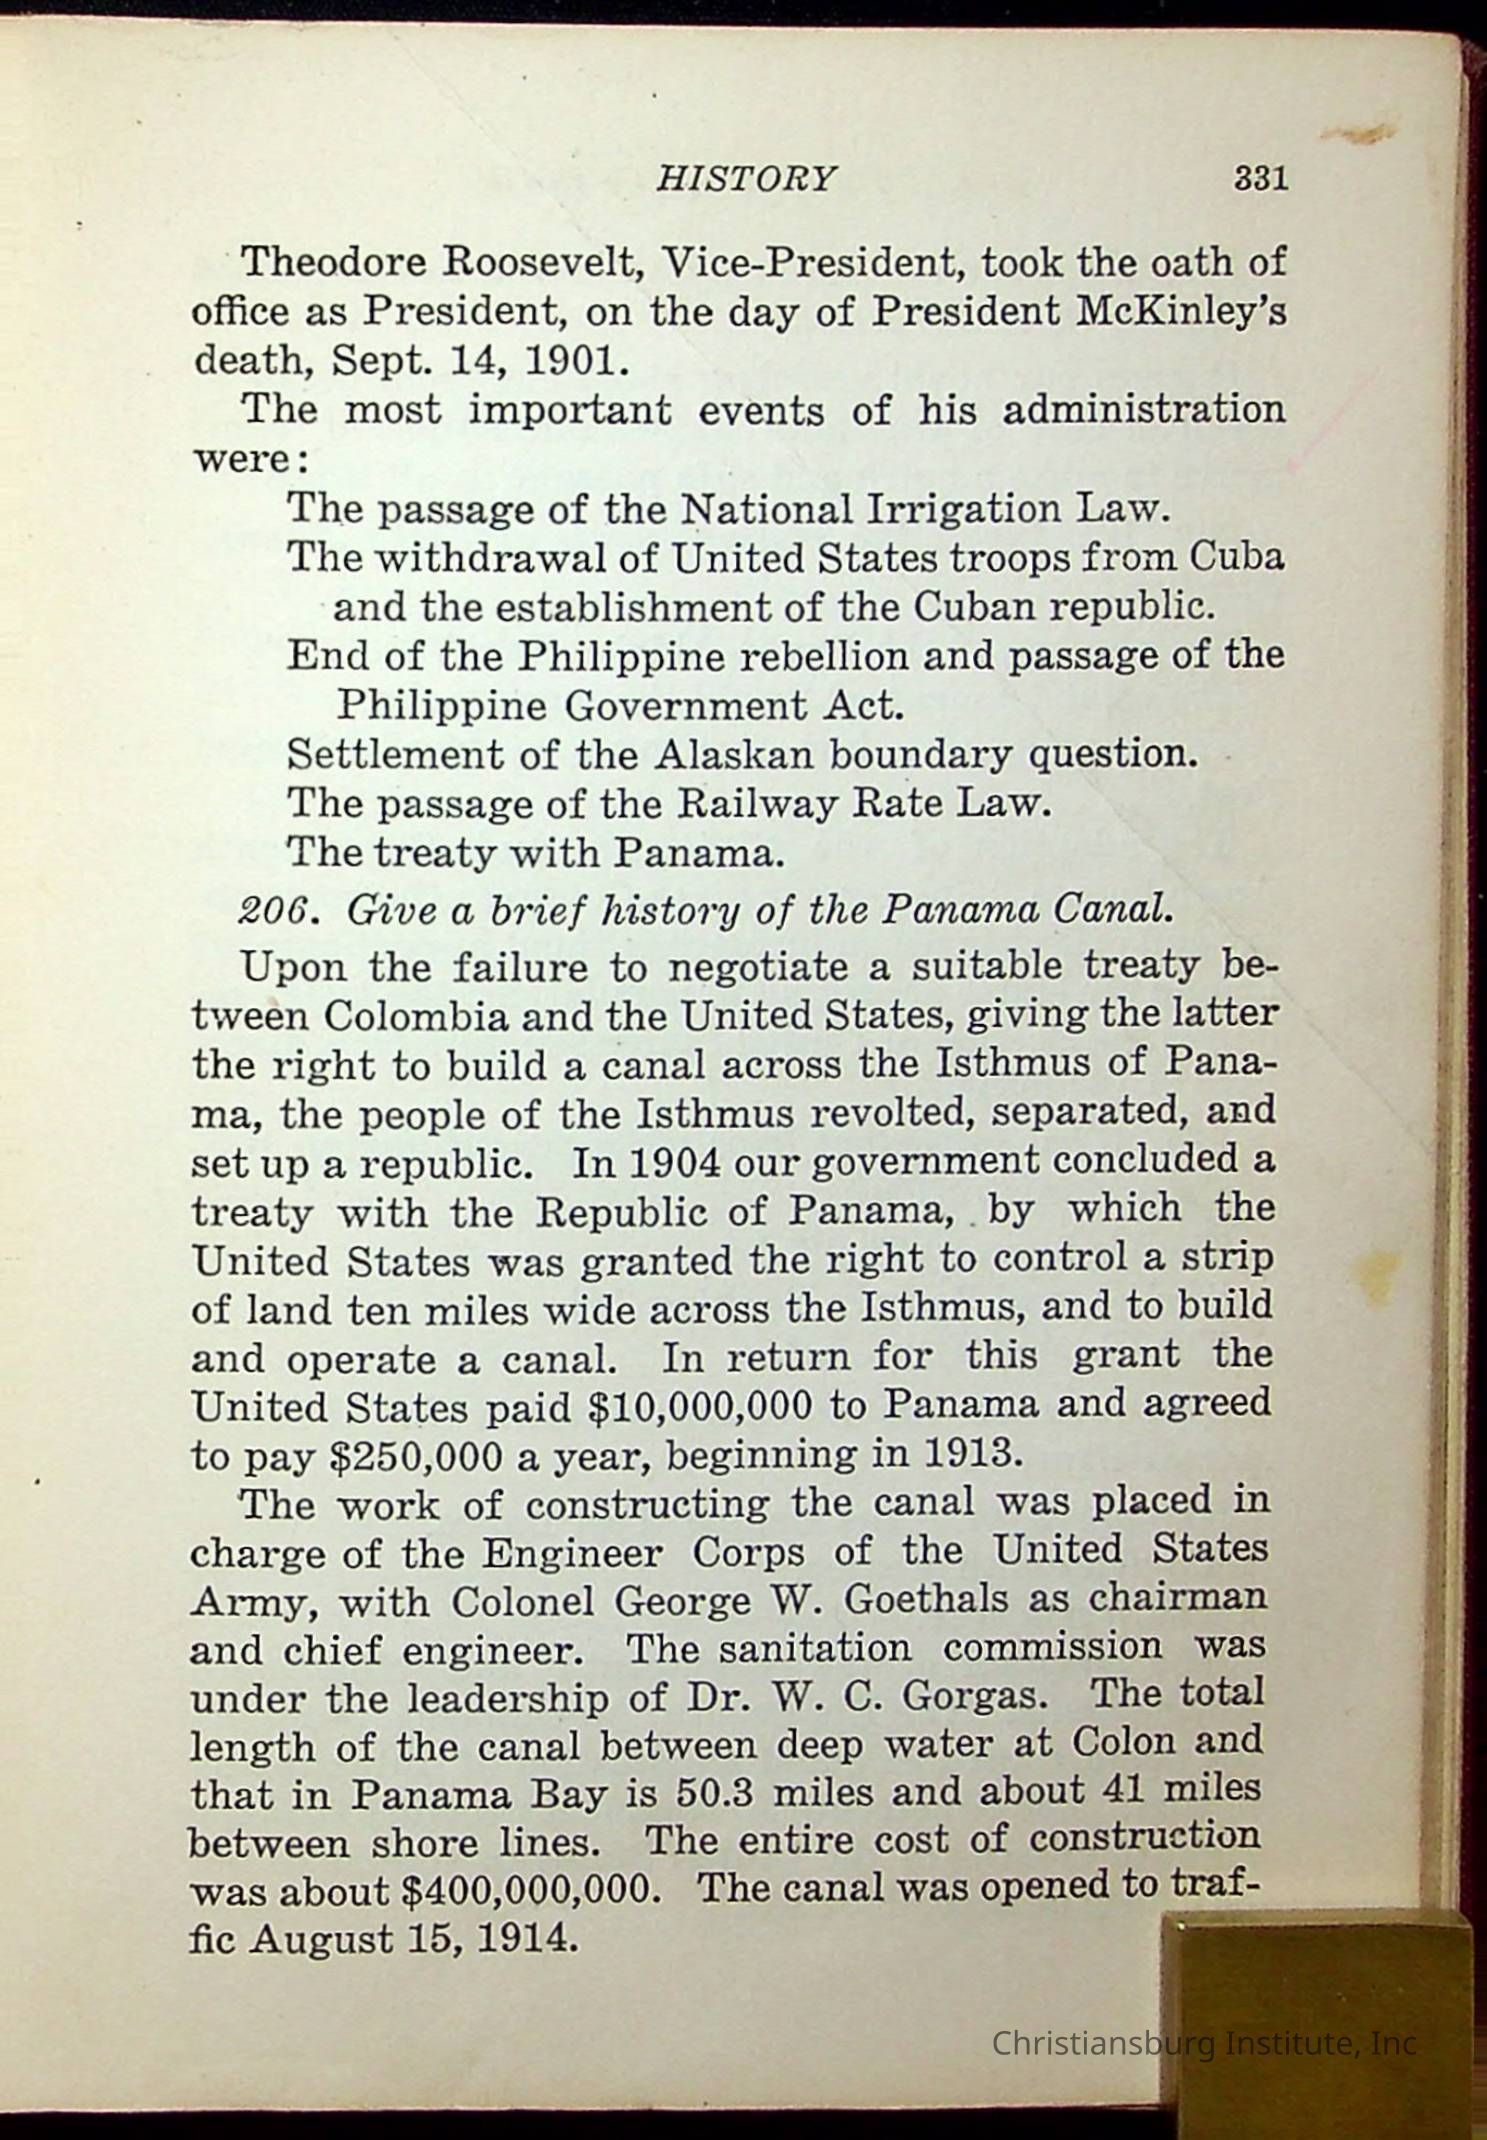 HISTORY 331
Theodore Roosevelt, Vice-President, took the oath of
office as President, on the day of President McKinley's
death, Sept. 14, 1901.
The most important events of his administration
were:
The passage of the National Irrigation Law.
The withdrawal of United States troops from Cuba
and the establishment of the Cuban republic.
End of the Philippine rebellion and passage of the
Philippine Government Act.
Settlement of the Alaskan boundary question.
The passage of the Railway Rate Law.
The treaty with Panama.
206. Give a brief history of the Panama Canal.
Upon the failure to negotiate a suitable treaty be-
tween Colombia and the United States, giving the latter
the right to build a canal across the Isthmus of Pana-
ma, the people of the Isthmus revolted, separated, and
set up a republic. In 1904 our government concluded a
treaty with the Republic of Panama, by which the
United States was granted the right to control a strip
of land ten miles wide across the Isthmus, and to build
and operate a canal. In return for this grant the
United States paid $10,000,000 to Panama and agreed
to pay $250,000 a year, beginning in 1913.
The work of constructing the canal was placed in
charge of the Engineer Corps of the United States
Army, with Colonel George W. Goethals as chairman
and chief engineer. The sanitation commission was
under the leadership of Dr. W. C. Gorgas. The total
length of the canal between deep water at Colon and
that in Panama Bay is 50.3 miles and about 41 miles
between shore lines. The entire cost of construction
was about $400,000,000. The canal was opened to traf-
fic August 15, 1914.
Christiansburg Institute, Inc